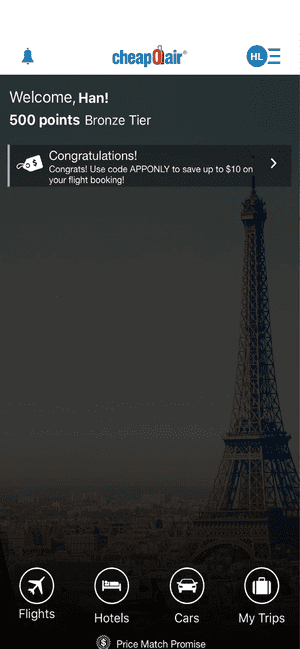 cheapOair®
HL
Welcome, Han!
500 points Bronze Tier
Congratulations!
Congrats! Use code APPONLY to save up to $10 on
your flight booking!
Flights
Hotels
Cars
My Trips
Price Match Promise